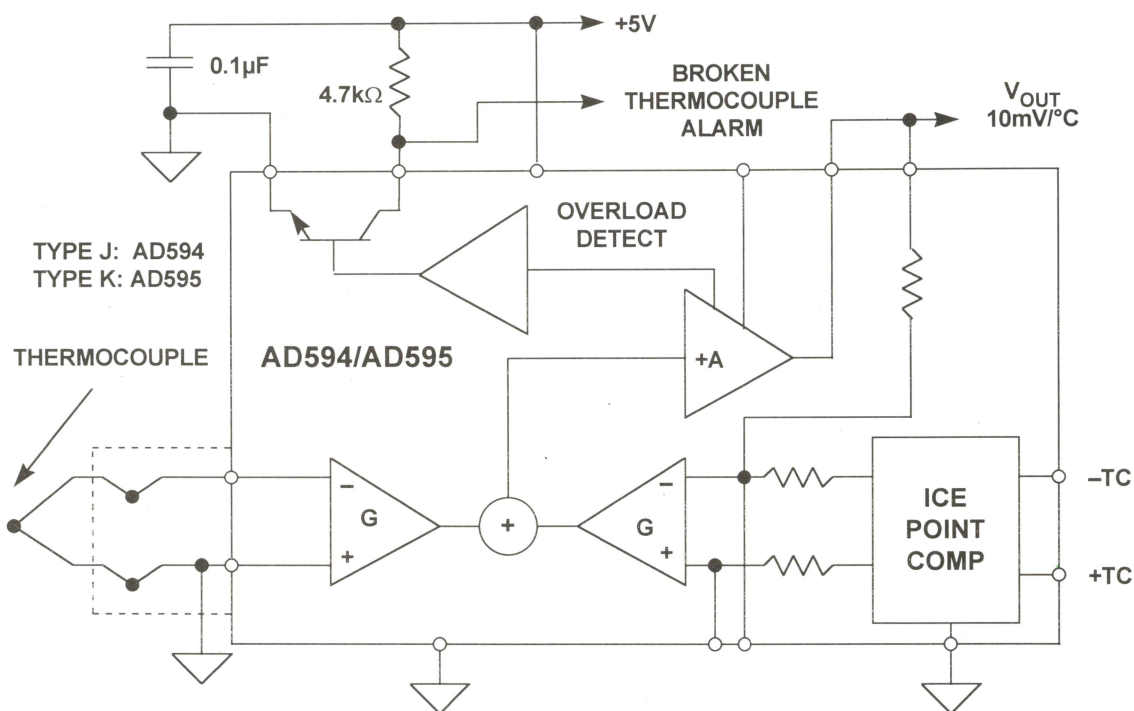 +5V
0.1µF
4.7kΩ
BROKEN
THERMOCOUPLE
ALARM
VOUT
10mV/°C
OVERLOAD
DETECT
TYPE J: AD594
TYPE K: AD595
THERMOCOUPLE
AD594/AD595
+A
–
G
+
+
–
G
+
ICE
POINT
COMP
–TC
+TC